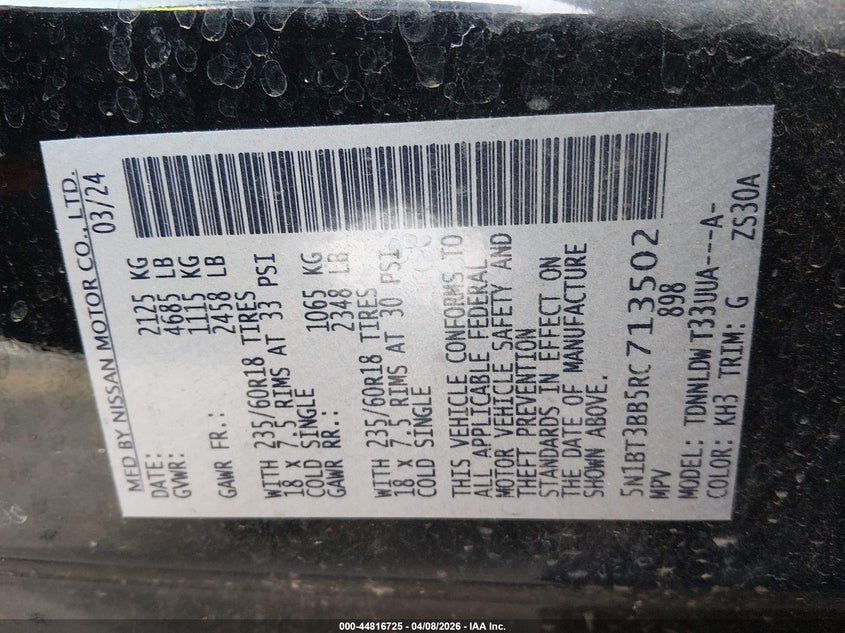 MFD BY NISSAN MOTOR CO., LTD.
DATE: 03/24
GVWR: 2125 KG
4685 LB
GAWR FR.: 1115 KG
2458 LB
WITH 235/60R18 TIRES
18 x 7.5 RIMS AT 33 PSI
COLD SINGLE
GAWR RR.: 1065 KG
2348 LB
WITH 235/60R18 TIRES
18 x 7.5 RIMS AT 30 PSI
COLD SINGLE
THIS VEHICLE CONFORMS TO
ALL APPLICABLE FEDERAL
MOTOR VEHICLE SAFETY AND
THEFT PREVENTION
STANDARDS IN EFFECT ON
THE DATE OF MANUFACTURE
SHOWN ABOVE.
5N1BT3BB5RC713502
MPV 898
MODEL: TDNNLDW T33UUA---A-
COLOR: KH3 TRIM: G ZS30A
000-44816725 - 04/08/2026 - IAA Inc.